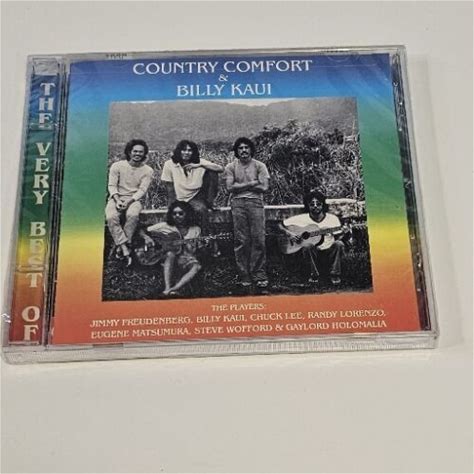 COUNTRY COMFORT
&
BILLY KAUI
THE VERY BEST OF
THE PLAYERS:
JIMMY FREUDENBERG, BILLY KAUI, CHUCK LEE, RANDY LORENZO,
EUGENE MATSUMURA, STEVE WOFFORD & GAYLORD HOLOMALIA